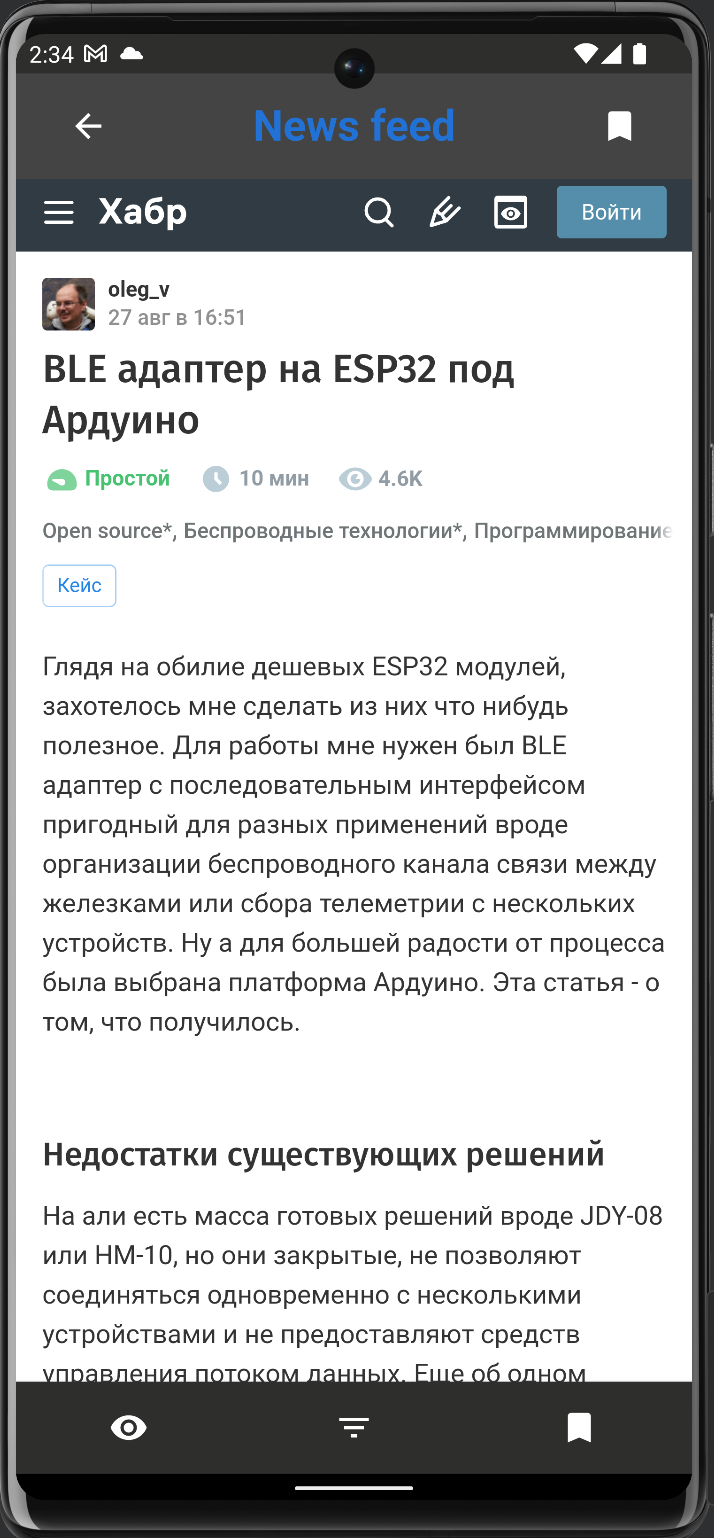 2:34
News feed
Хабр
Войти
oleg_v
27 авг в 16:51
BLE адаптер на ESP32 под
Ардуино
Простой 10 мин 4.6K
Open source*, Беспроводные технологии*, Программирование
Кейс
Глядя на обилие дешевых ESP32 модулей,
захотелось мне сделать из них что нибудь
полезное. Для работы мне нужен был BLE
адаптер с последовательным интерфейсом
пригодный для разных применений вроде
организации беспроводного канала связи между
железками или сбора телеметрии с нескольких
устройств. Ну а для большей радости от процесса
была выбрана платформа Ардуино. Эта статья - о
том, что получилось.
Недостатки существующих решений
На али есть масса готовых решений вроде JDY-08
или HM-10, но они закрытые, не позволяют
соединяться одновременно с несколькими
устройствами и не предоставляют средств
управления потоком данных. Еще об одном